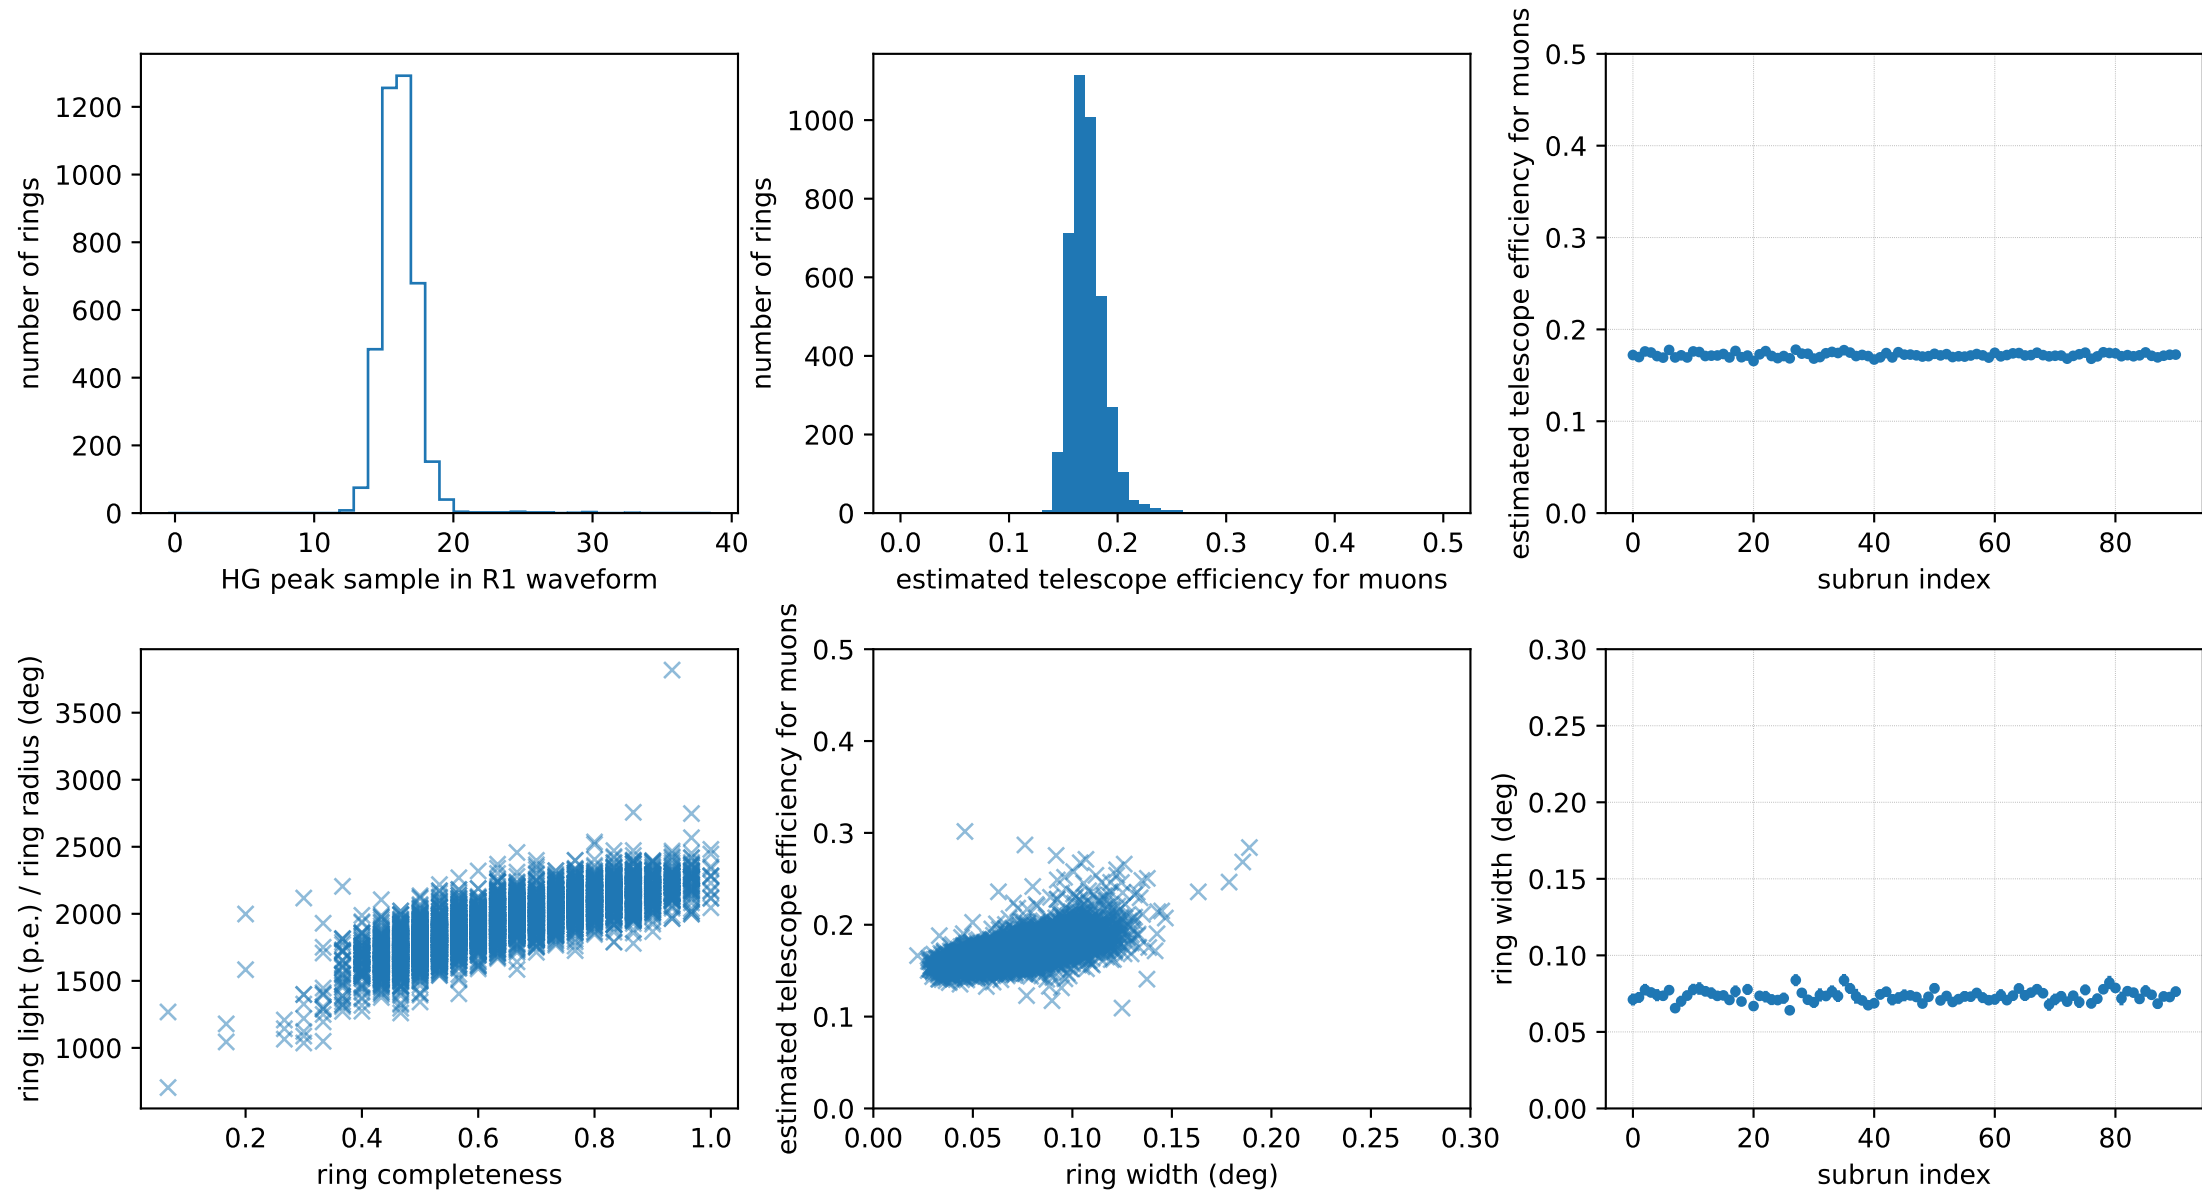 number of rings
1200
1000
800
600
400
200
0
0 10 20 30 40
HG peak sample in R1 waveform
number of rings
1000
800
600
400
200
0
0.0 0.1 0.2 0.3 0.4 0.5
estimated telescope efficiency for muons
estimated telescope efficiency for muons
0.5
0.4
0.3
0.2
0.1
0.0
0 20 40 60 80
subrun index
ring light (p.e.) / ring radius (deg)
3500
3000
2500
2000
1500
1000
0.2 0.4 0.6 0.8 1.0
ring completeness
estimated telescope efficiency for muons
0.5
0.4
0.3
0.2
0.1
0.0
0.00 0.05 0.10 0.15 0.20 0.25 0.30
ring width (deg)
ring width (deg)
0.30
0.25
0.20
0.15
0.10
0.05
0.00
0 20 40 60 80
subrun index